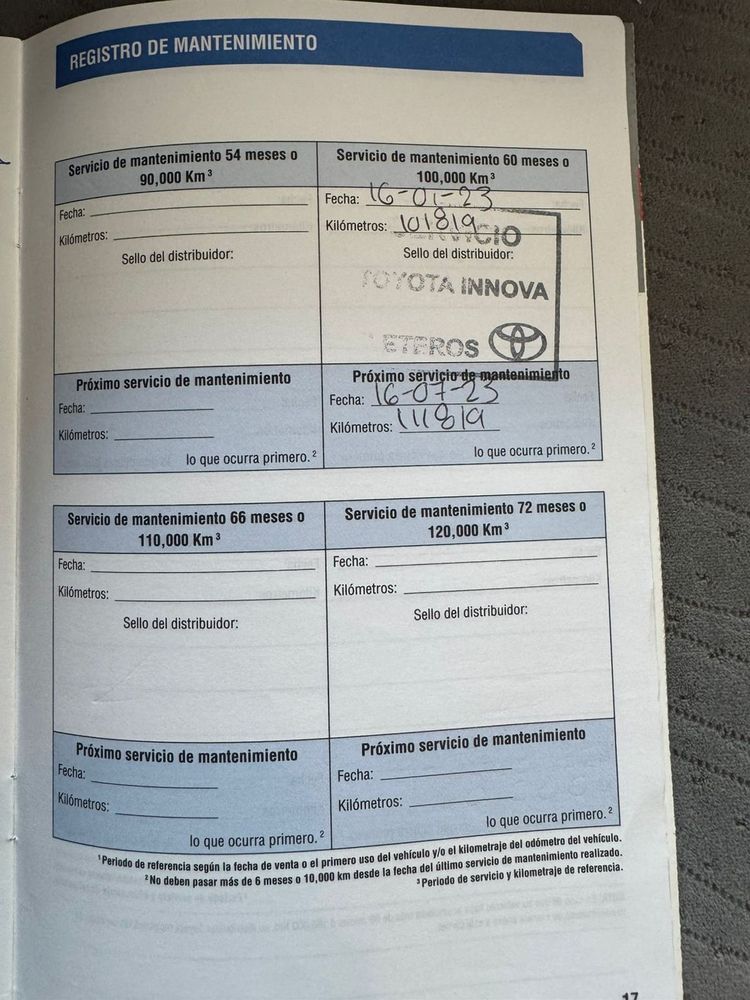 REGISTRO DE MANTENIMIENTO
Servicio de mantenimiento 54 meses o
90,000 Km³
Fecha:
Kilómetros:
Sello del distribuidor:
Próximo servicio de mantenimiento
Fecha:
Kilómetros:
lo que ocurra primero.²
Servicio de mantenimiento 60 meses o
100,000 Km³
Fecha: 16-01-23
Kilómetros: 101819
Sello del distribuidor:
TOYOTA INNOVA
Próximo servicio de mantenimiento
Fecha: 16-07-23
Kilómetros: 111819
lo que ocurra primero.²
Servicio de mantenimiento 66 meses o
110,000 Km³
Fecha:
Kilómetros:
Sello del distribuidor:
Próximo servicio de mantenimiento
Fecha:
Kilómetros:
lo que ocurra primero.²
Servicio de mantenimiento 72 meses o
120,000 Km³
Fecha:
Kilómetros:
Sello del distribuidor:
Próximo servicio de mantenimiento
Fecha:
Kilómetros:
lo que ocurra primero.²
¹Periodo de referencia según la fecha de venta o el primero uso del vehículo y/o el kilometraje del odómetro del vehículo.
²No deben pasar más de 6 meses o 10,000 km desde la fecha del último servicio de mantenimiento realizado.
³Periodo de servicio y kilometraje de referencia.
17